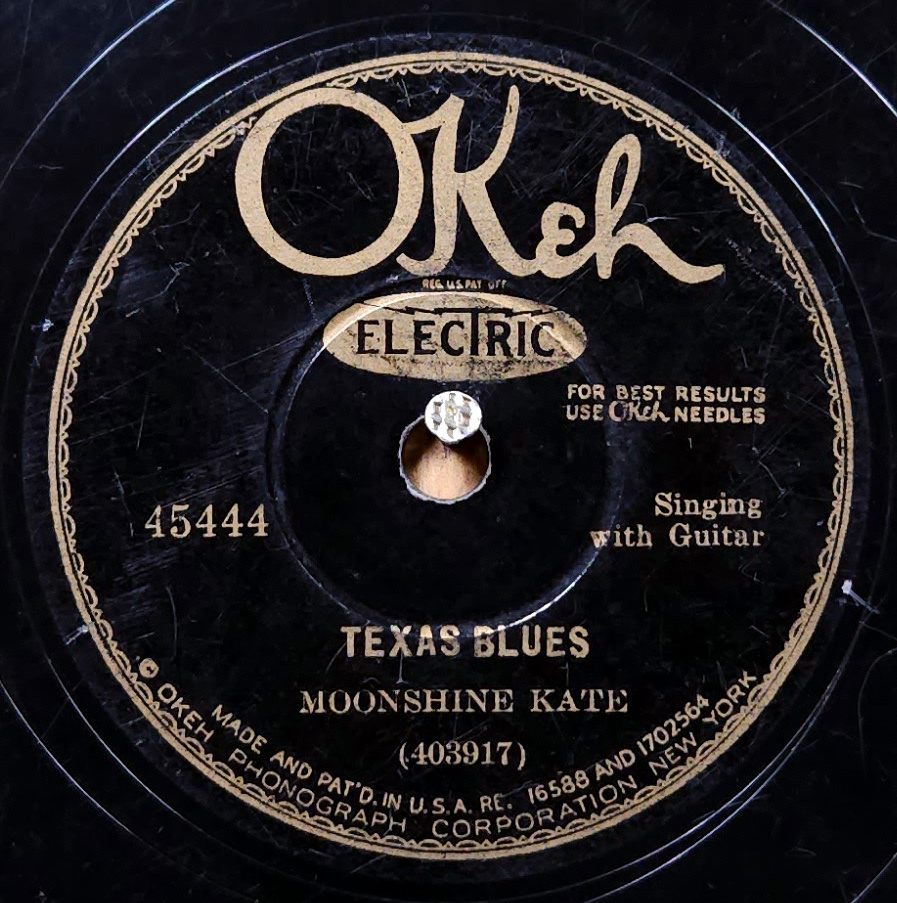 OKeh
REG. U.S. PAT. OFF.
ELECTRIC
FOR BEST RESULTS
USE OKeh NEEDLES
45444
Singing
with Guitar
TEXAS BLUES
MOONSHINE KATE
(403917)
MADE AND PAT'D. IN U.S.A. RE. 16588 AND 1702564
© OKEH PHONOGRAPH CORPORATION NEW YORK